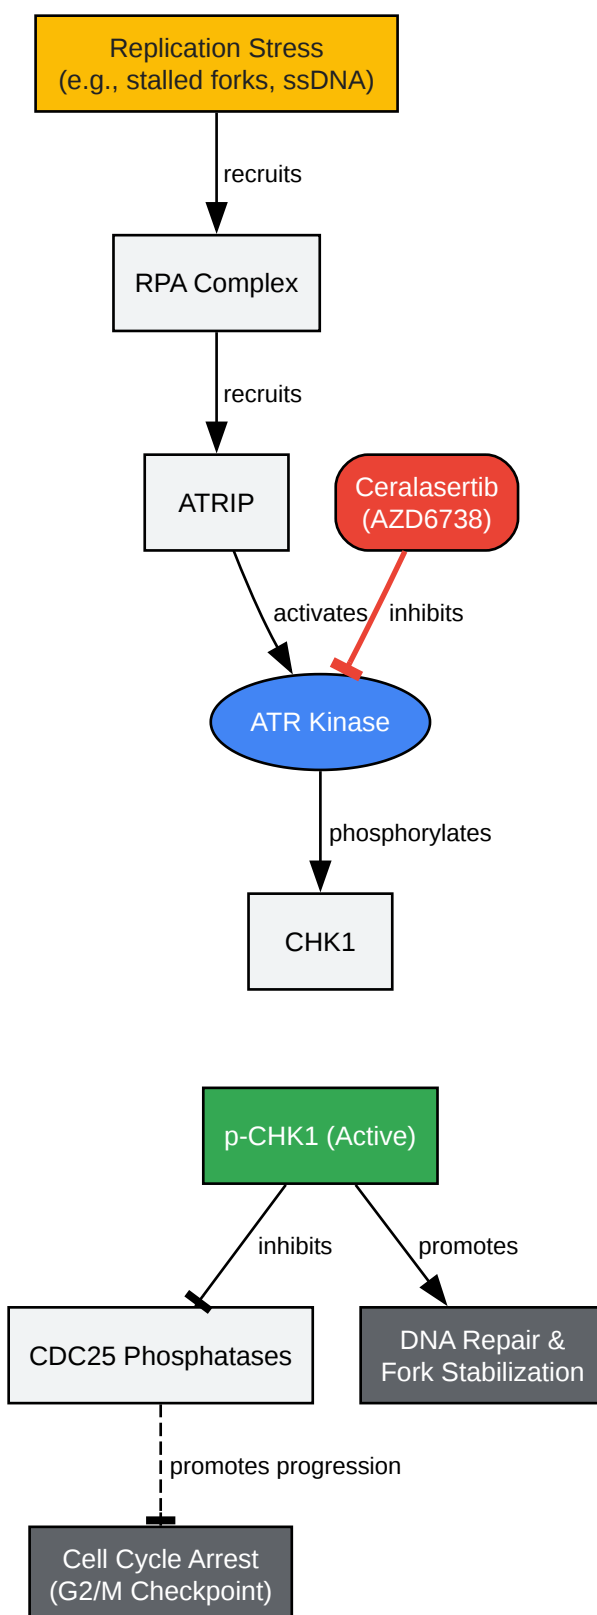 Replication Stress
(e.g., stalled forks, ssDNA)
recruits
RPA Complex
recruits
ATRIP
Ceralasertib
(AZD6738)
activates
inhibits
ATR Kinase
phosphorylates
CHK1
p-CHK1 (Active)
inhibits
promotes
CDC25 Phosphatases
DNA Repair &
Fork Stabilization
promotes progression
Cell Cycle Arrest
(G2/M Checkpoint)